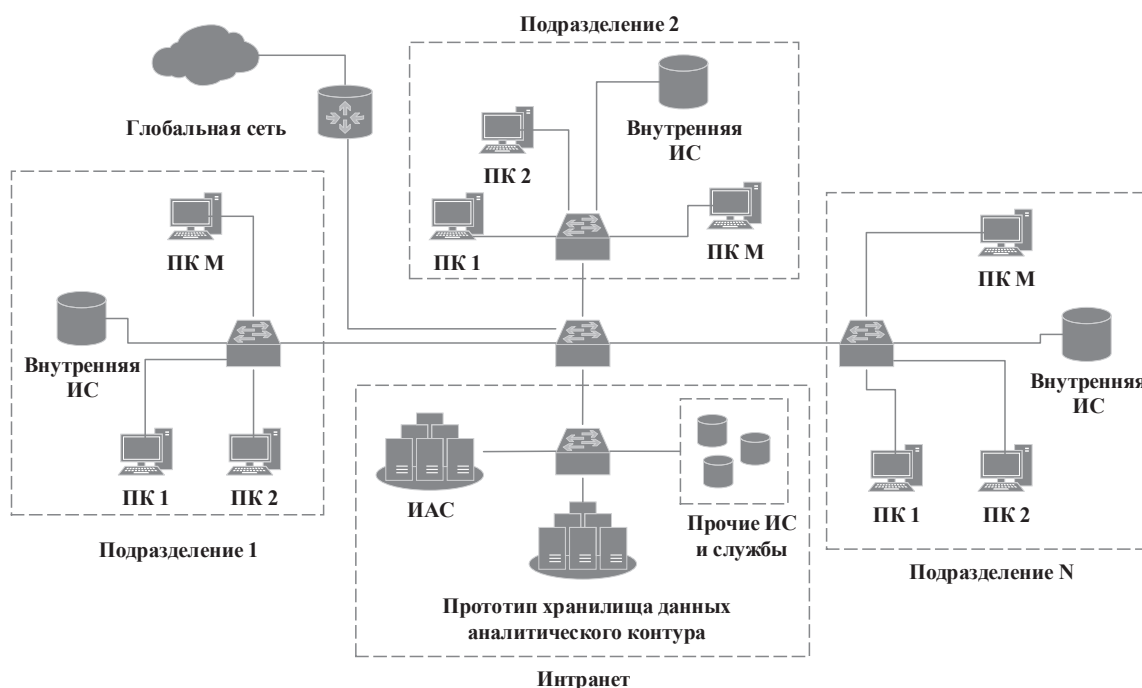 Подразделение 2
Глобальная сеть
Внутренняя
ИС
ПК 2
ПК 1
ПК М
ПК М
Внутренняя
ИС
ПК 1
ПК 2
Подразделение 1
ПК М
Внутренняя
ИС
ПК 1
ПК 2
Подразделение N
ИАС
Прочие ИС
и службы
Прототип хранилища данных
аналитического контура
Интранет